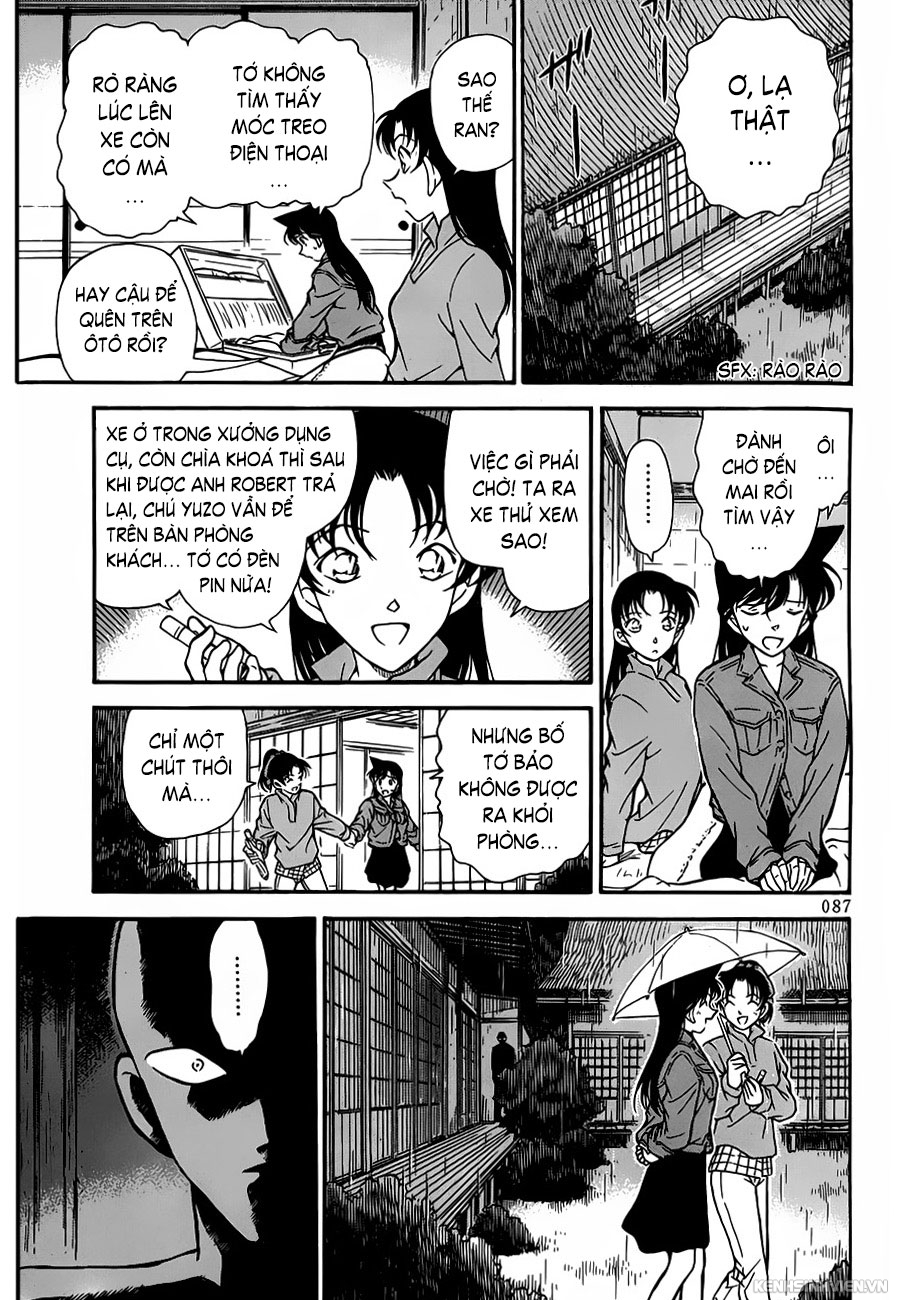 Ơ, LẠ
THẬT
...
SFX: RÀO RÀO
SAO
THẾ
RAN?
TỚ KHÔNG
TÌM THẤY
MÓC TREO
ĐIỆN THOẠI
...
RÕ RÀNG
LÚC LÊN
XE CÒN
CÓ MÀ
...
HAY CẬU ĐỂ
QUÊN TRÊN
ÔTÔ RỒI?
ÔI
...
ĐÀNH
CHỜ ĐẾN
MAI RỒI
TÌM VẬY
...
........
VIỆC GÌ PHẢI
CHỜ! TA RA
XE THỬ XEM
SAO!
XE Ở TRONG XƯỞNG DỤNG
CỤ, CÒN CHÌA KHOÁ THÌ SAU
KHI ĐƯỢC ANH ROBERT TRẢ
LẠI, CHÚ YUZO VẪN ĐỂ
TRÊN BÀN PHÒNG
KHÁCH... TỚ CÓ ĐÈN
PIN NỮA!
NHƯNG BỐ
TỚ BẢO
KHÔNG ĐƯỢC
RA KHỎI
PHÒNG...
CHỈ MỘT
CHÚT THÔI
MÀ...
087
........
KENHSINHVIEN.VN